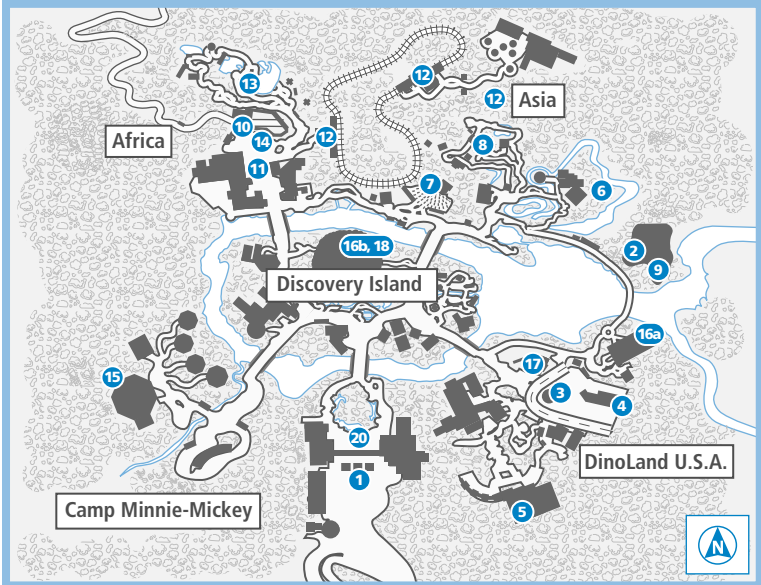 12
13
12
Asia
10
Africa
14
12
8
11
7
6
16b, 18
2
9
Discovery Island
16a
17
15
3
4
20
DinoLand U.S.A.
1
Camp Minnie-Mickey
5
N